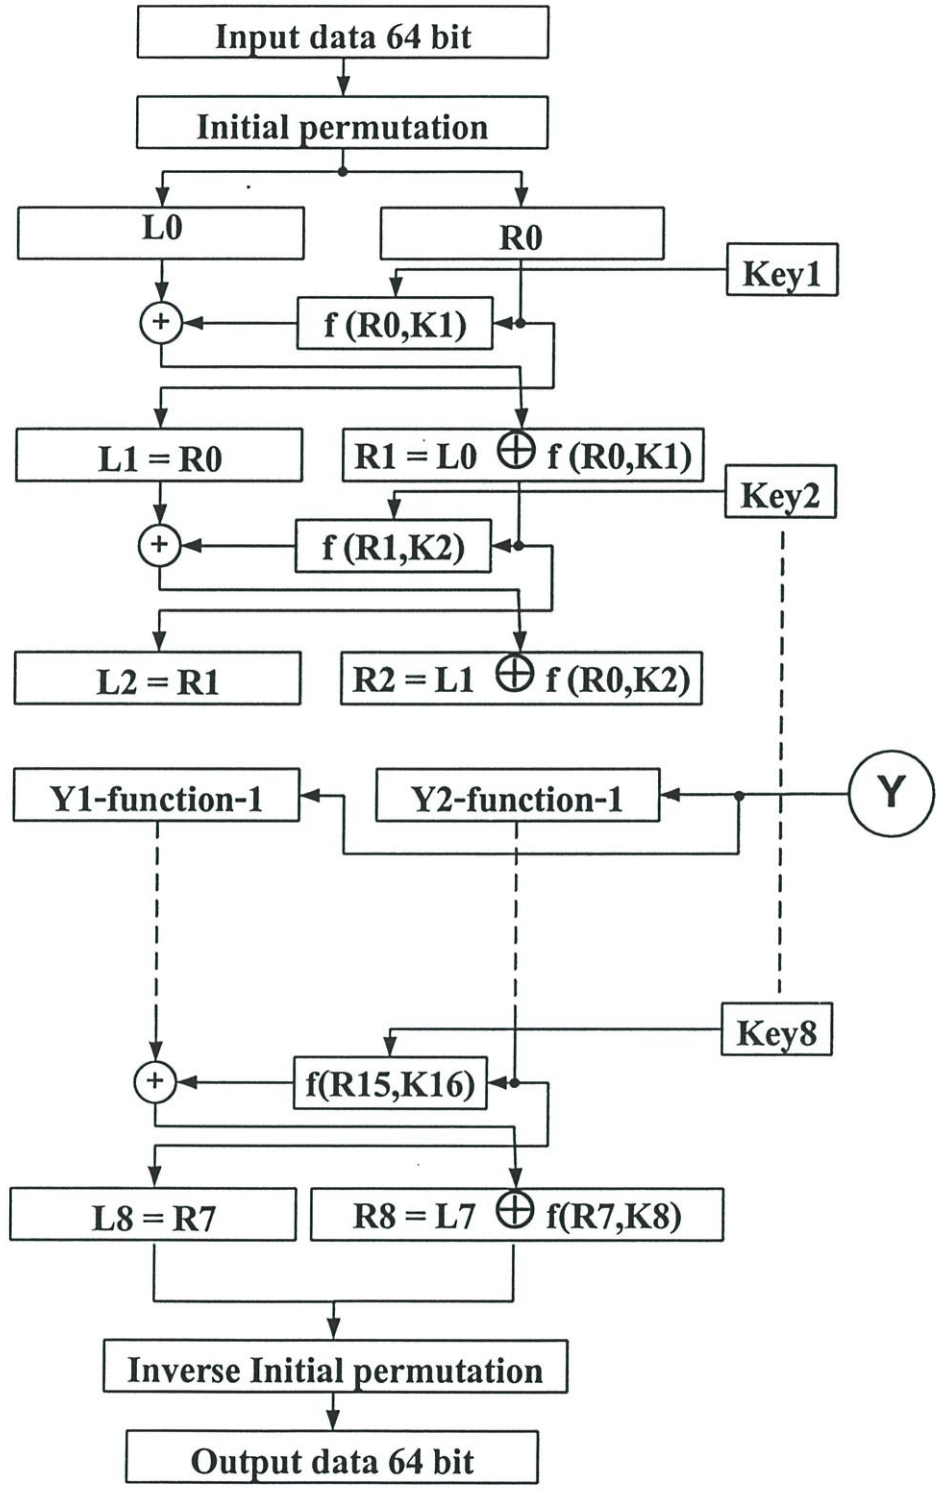 Input data 64 bit
Initial permutation
L0
R0
Key1
+
f (R0,K1)
L1 = R0
R1 = L0 ⊕ f (R0,K1)
Key2
+
f (R1,K2)
L2 = R1
R2 = L1 ⊕ f (R0,K2)
Y1-function-1
Y2-function-1
Y
Key8
+
f(R15,K16)
L8 = R7
R8 = L7 ⊕ f(R7,K8)
Inverse Initial permutation
Output data 64 bit